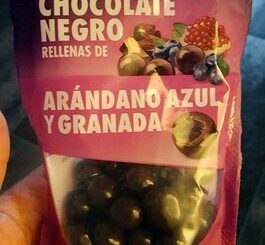 CHOCOLATE
NEGRO
RELLENAS DE
ARÁNDANO AZUL
Y GRANADA